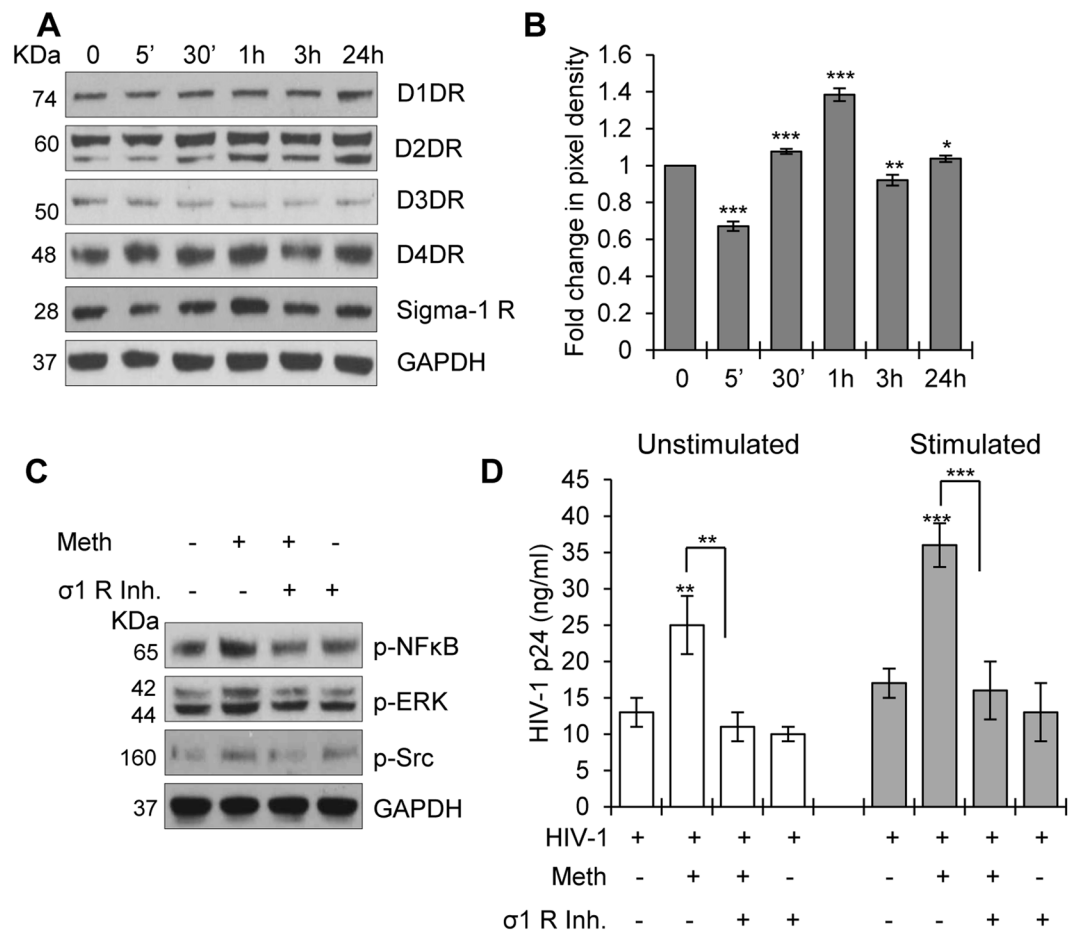 A
KDa 0 5’ 30’ 1h 3h 24h
74 D1DR
60 D2DR
50 D3DR
48 D4DR
28 Sigma-1 R
37 GAPDH
B
Fold change in pixel density
1.6
1.4
1.2
1
0.8
0.6
0.4
0.2
0
*** *** *** ** *
0 5’ 30’ 1h 3h 24h
C
Meth - + + -
σ1 R Inh. - - + +
KDa
65 p-NFκB
42
44 p-ERK
160 p-Src
37 GAPDH
D
Unstimulated Stimulated
HIV-1 p24 (ng/ml)
45
40
35
30
25
20
15
10
5
0
** ** *** ***
HIV-1 + + + + + + + +
Meth - + + - - + + -
σ1 R Inh. - - + + - - + +